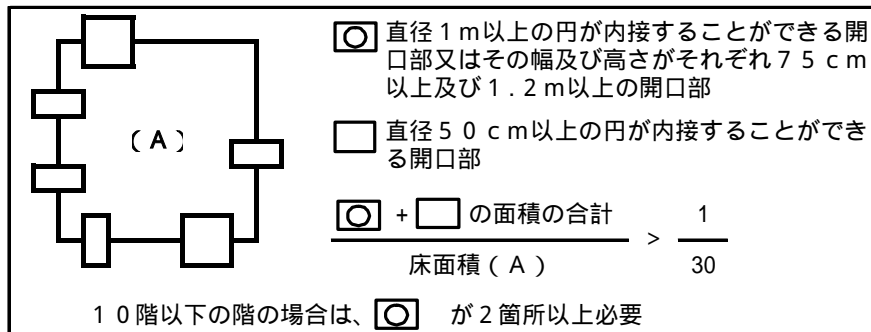 直径1m以上の円が内接することができる開
口部又はその幅及び高さがそれぞれ75cm
以上及び1.2m以上の開口部
(A)
直径50cm以上の円が内接することができ
る開口部
+ の面積の合計
床面積(A)
> 1
30
10階以下の階の場合は、 が2箇所以上必要